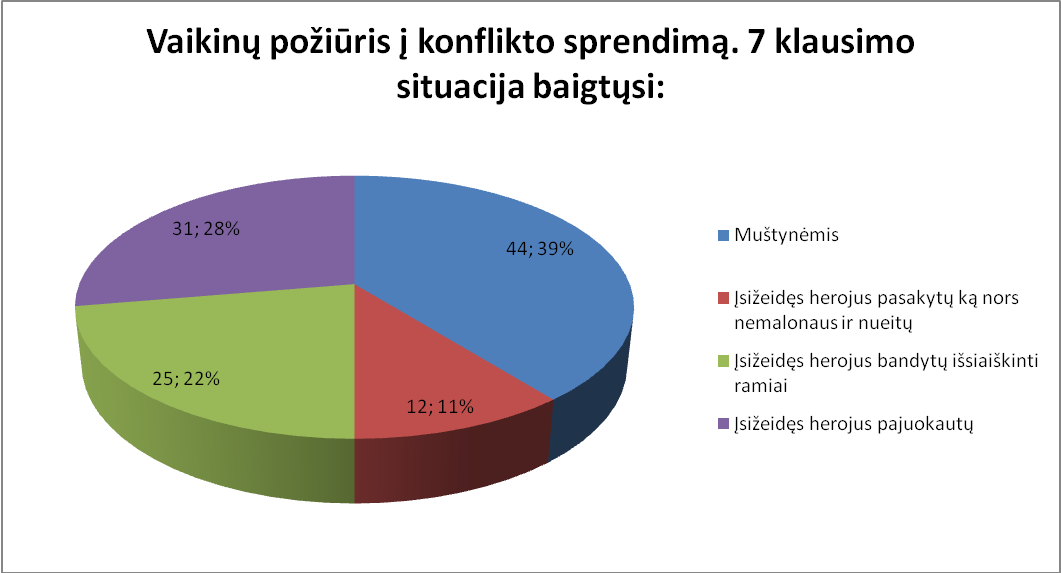 Vaikinų požiūris į konflikto sprendimą. 7 klausimo
situacija baigtųsi:
31; 28%
44; 39%
25; 22%
12; 11%
Muštynėmis
Įsižeidęs herojus pasakytų ką nors
nemalonaus ir nueitų
Įsižeidęs herojus bandytų išsiaiškinti
ramiai
Įsižeidęs herojus pajuokautų